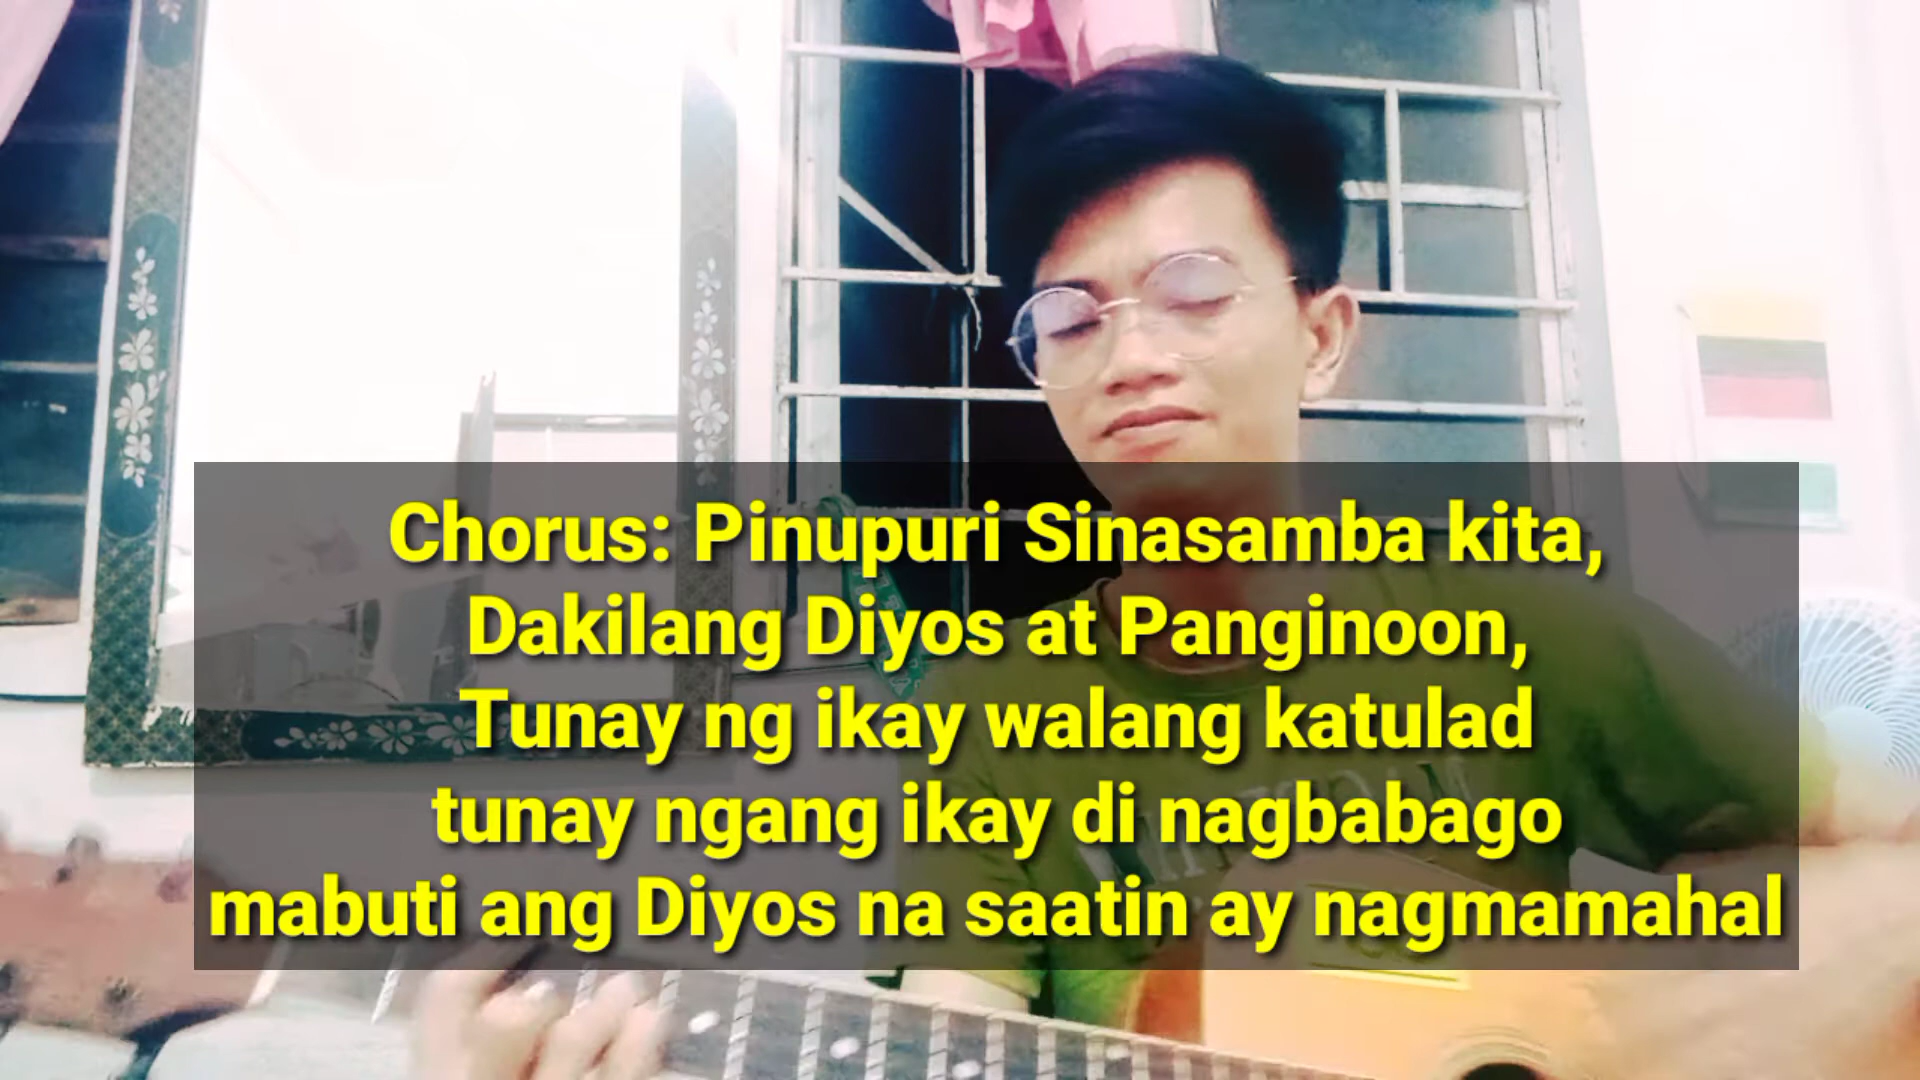 Chorus: Pinupuri Sinasamba kita,
Dakilang Diyos at Panginoon,
Tunay ng ikay walang katulad
tunay ngang ikay di nagbabago
mabuti ang Diyos na saatin ay nagmamahal